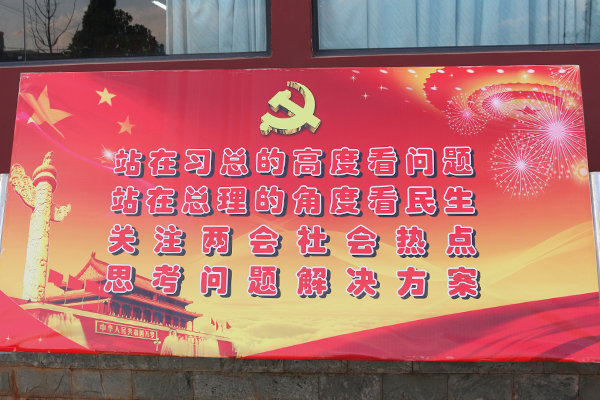 站在习总的高度看问题
站在总理的角度看民生
关注两会社会热点
思考问题解决方案